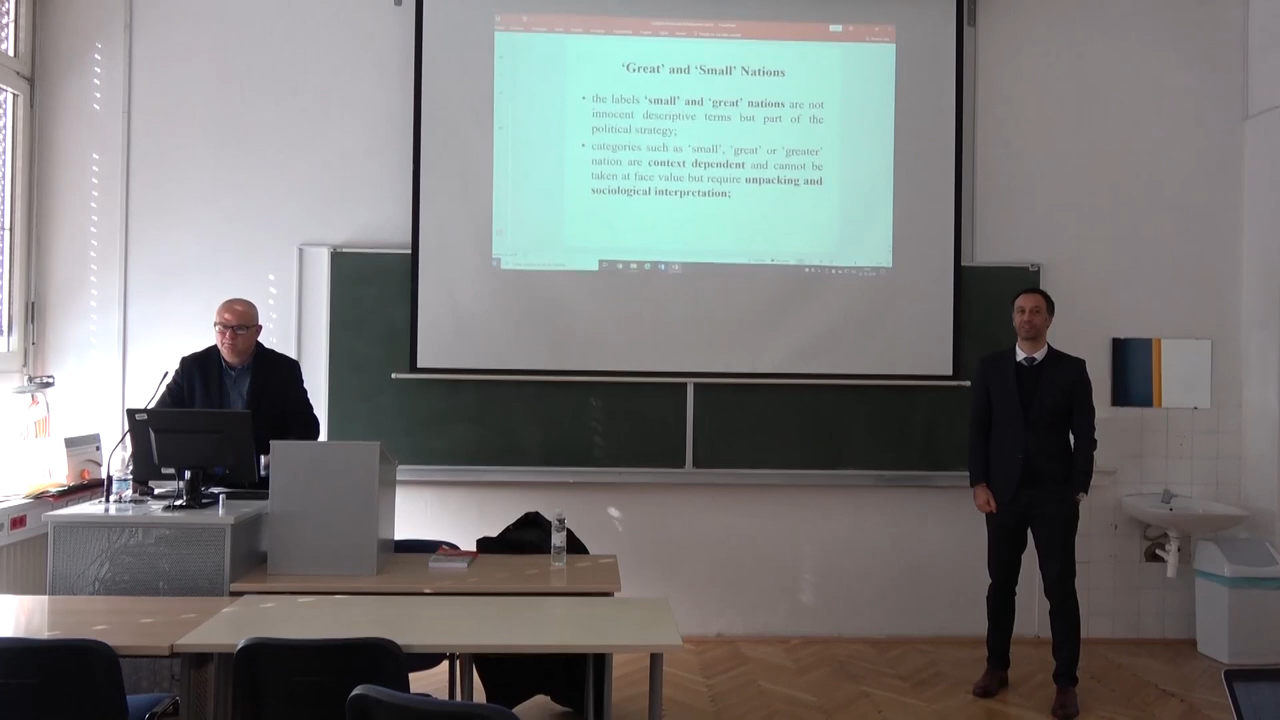 ‘Great’ and ‘Small’ Nations
• the labels ‘small’ and ‘great’ nations are not
innocent descriptive terms but part of the
political strategy;
• categories such as ‘small’, ‘great’ or ‘greater’
nation are context dependent and cannot be
taken at face value but require unpacking and
sociological interpretation;